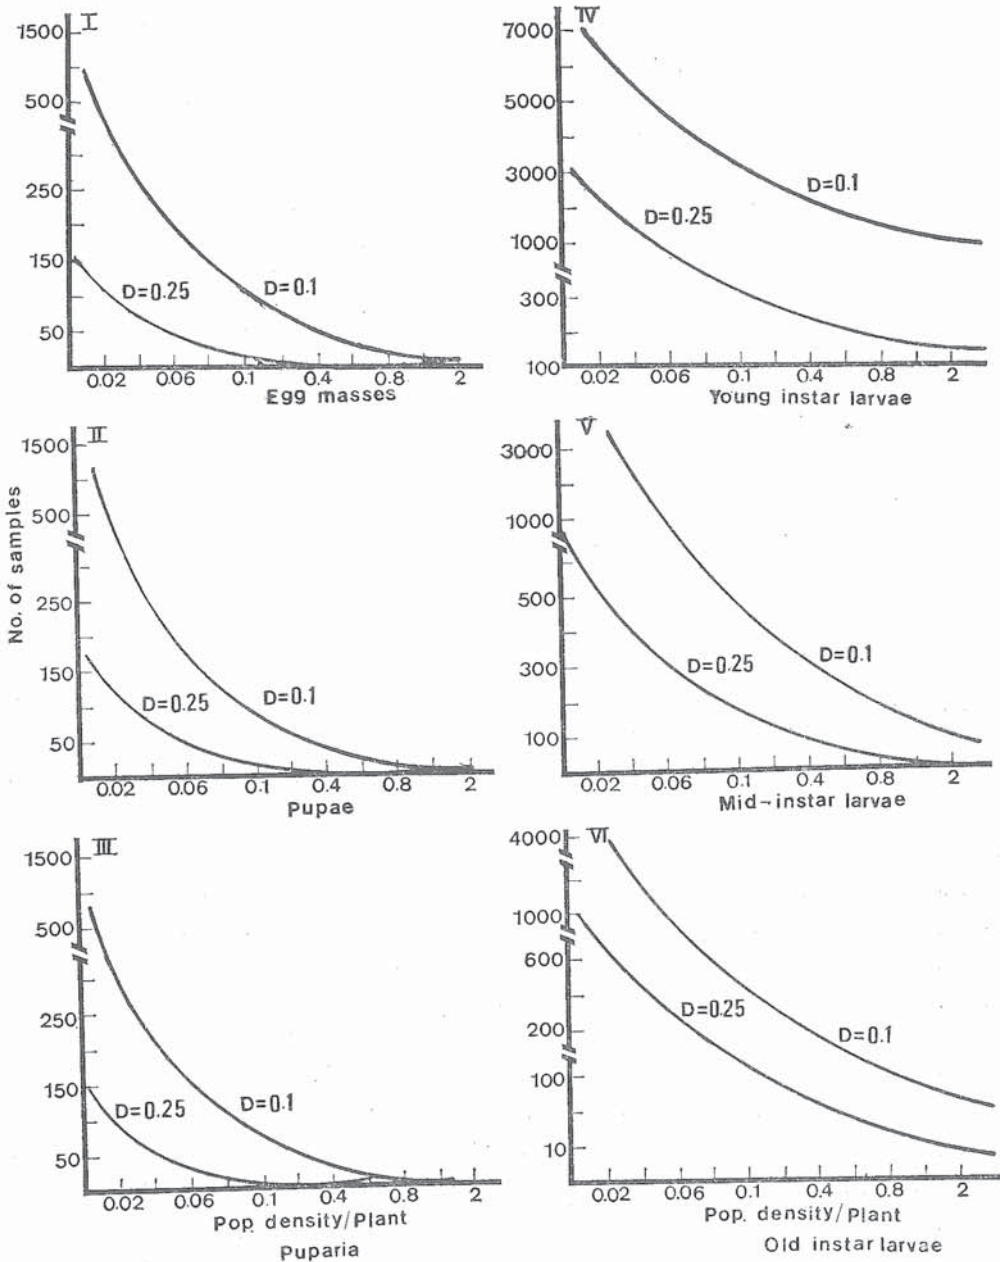 I
1500
500
250
150
50
D=0.25
D=0.1
0.02 0.06 0.1 0.4 0.8 2
Egg masses
IV
7000
5000
3000
1000
300
100
D=0.1
D=0.25
0.02 0.06 0.1 0.4 0.8 2
Young instar larvae
No. of samples
II
1500
500
250
150
50
D=0.25
D=0.1
0.02 0.06 0.1 0.4 0.8 2
Pupae
V
3000
1000
500
300
100
D=0.25
D=0.1
0.02 0.06 0.1 0.4 0.8 2
Mid-instar larvae
III
1500
500
250
150
50
D=0.25
D=0.1
0.02 0.06 0.1 0.4 0.8 2
Pop. density/Plant
Puparia
VI
4000
1000
600
200
100
10
D=0.25
D=0.1
0.02 0.06 0.1 0.4 0.8 2
Pop. density/Plant
Old instar larvae